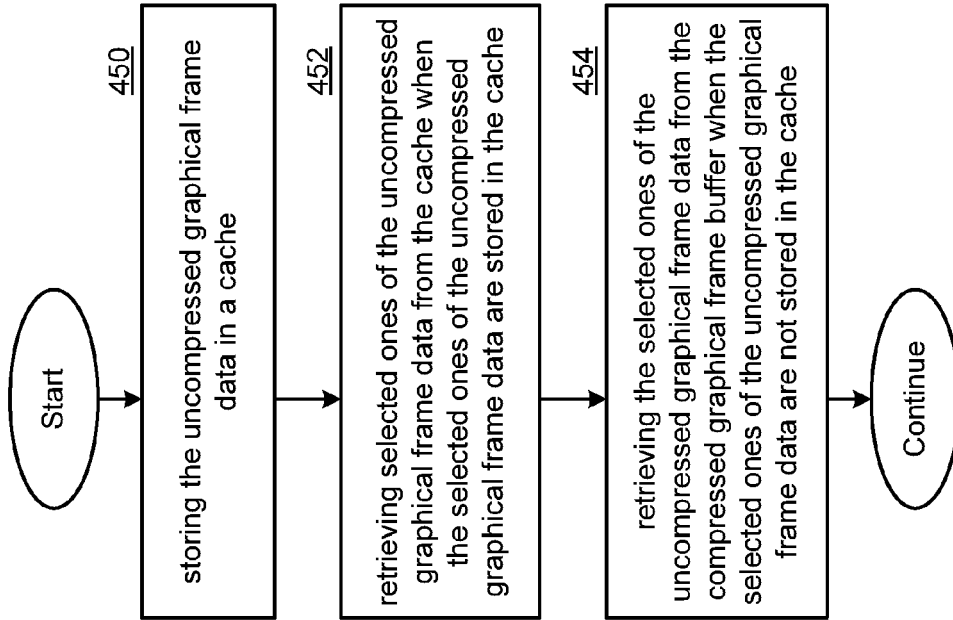 Start
450
storing the uncompressed graphical frame
data in a cache
452
retrieving selected ones of the uncompressed
graphical frame data from the cache when
the selected ones of the uncompressed
graphical frame data are stored in the cache
454
retrieving the selected ones of the
uncompressed graphical frame data from the
compressed graphical frame buffer when the
selected ones of the uncompressed graphical
frame data are not stored in the cache
Continue